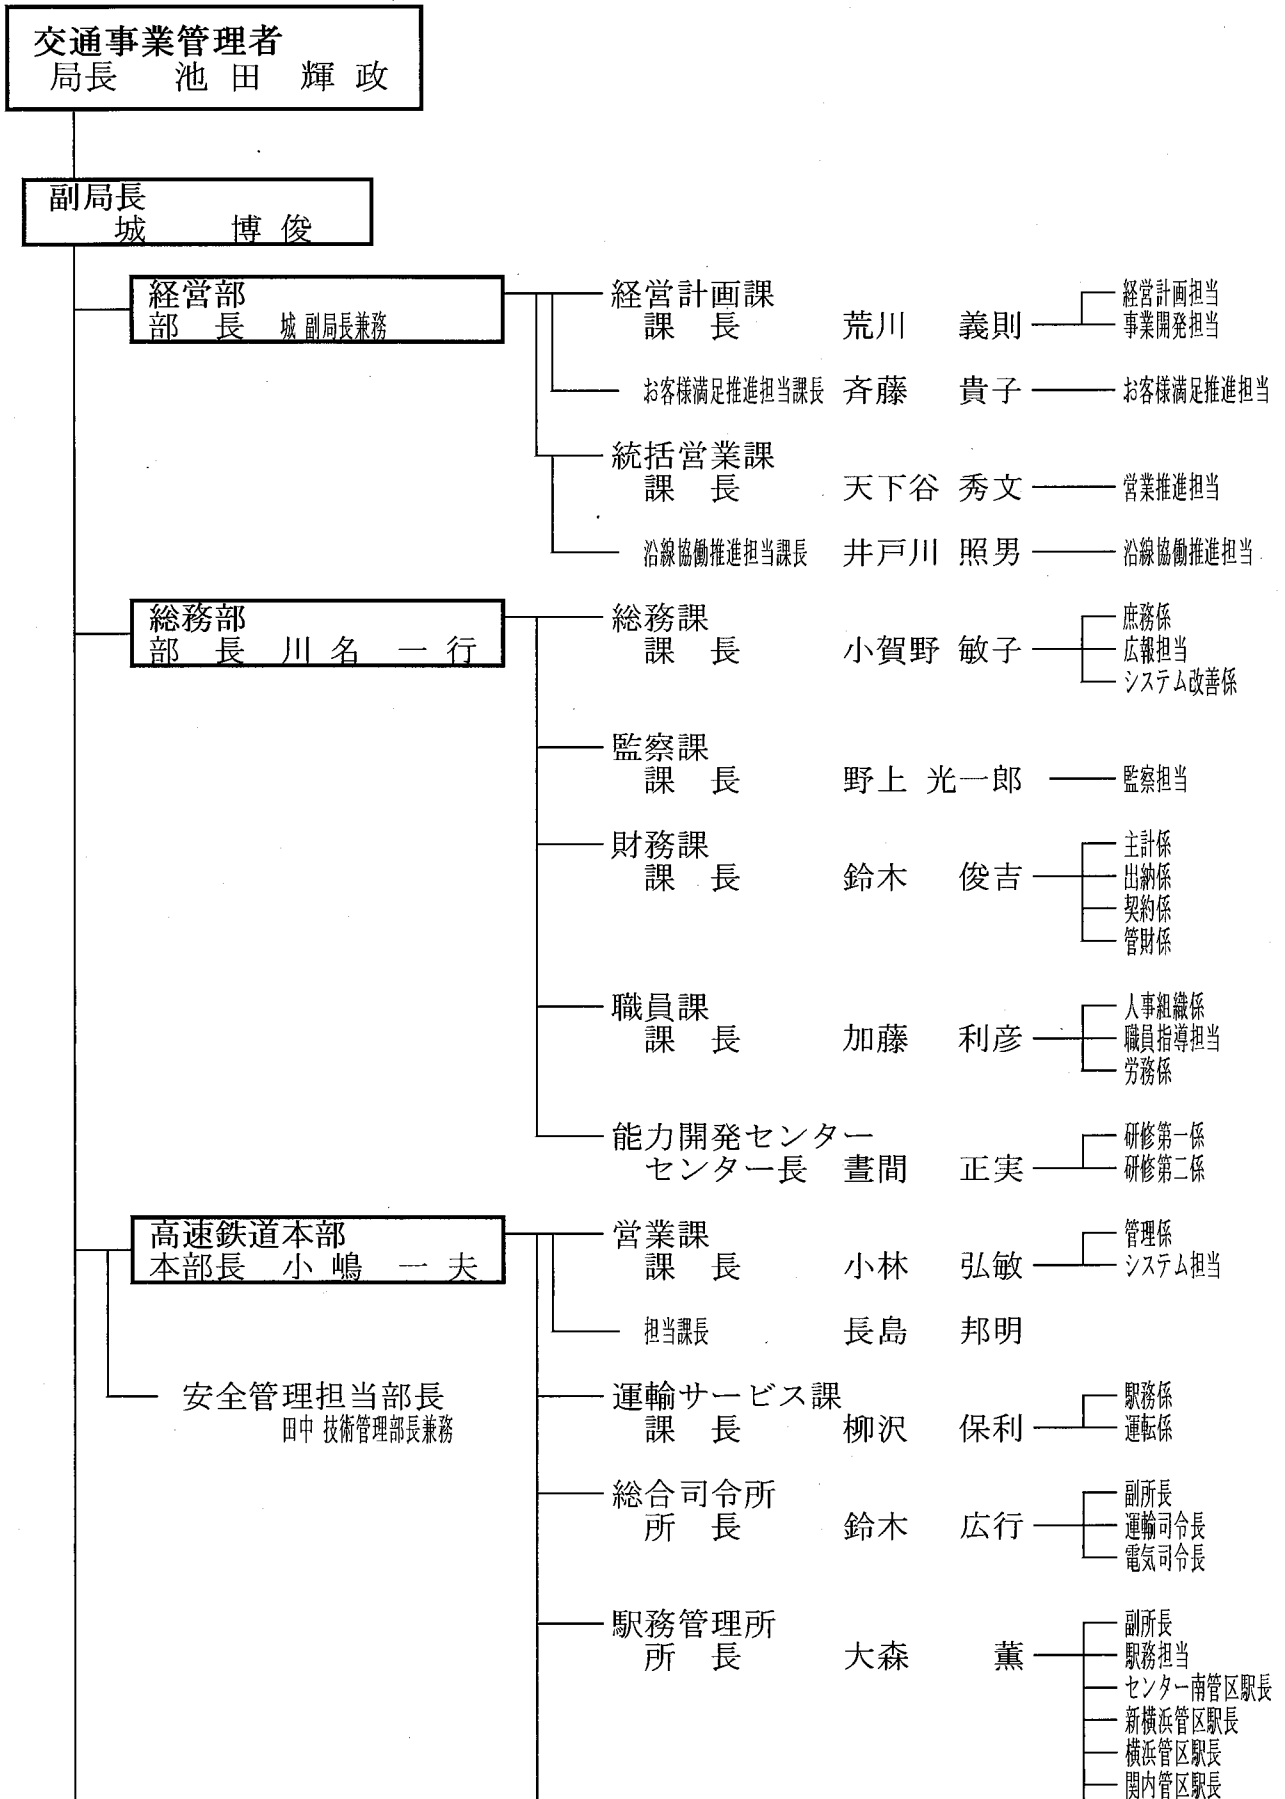 交通事業管理者
局長 池田 輝政
副局長
城 博俊
経営部
部 長 城 副局長兼務
経営計画課
課 長 荒川 義則
経営計画担当
事業開発担当
お客様満足推進担当課長 斉藤 貴子 お客様満足推進担当
統括営業課
課 長 天下谷 秀文 営業推進担当
沿線協働推進担当課長 井戸川 照男 沿線協働推進担当
総務部
部 長 川名 一行
総務課
課 長 小賀野 敏子
庶務係
広報担当
システム改善係
監察課
課 長 野上 光一郎 監察担当
財務課
課 長 鈴木 俊吉
主計係
出納係
契約係
管財係
職員課
課 長 加藤 利彦
人事組織係
職員指導担当
労務係
能力開発センター
センター長 晝間 正実
研修第一係
研修第二係
高速鉄道本部
本部長 小嶋 一夫
安全管理担当部長
田中 技術管理部長兼務
営業課
課 長 小林 弘敏
管理係
システム担当
担当課長 長島 邦明
運輸サービス課
課 長 柳沢 保利
駅務係
運転係
総合司令所
所 長 鈴木 広行
副所長
運輸司令長
電気司令長
駅務管理所
所 長 大森 薫
副所長
駅務担当
センター南管区駅長
新横浜管区駅長
横浜管区駅長
関内管区駅長